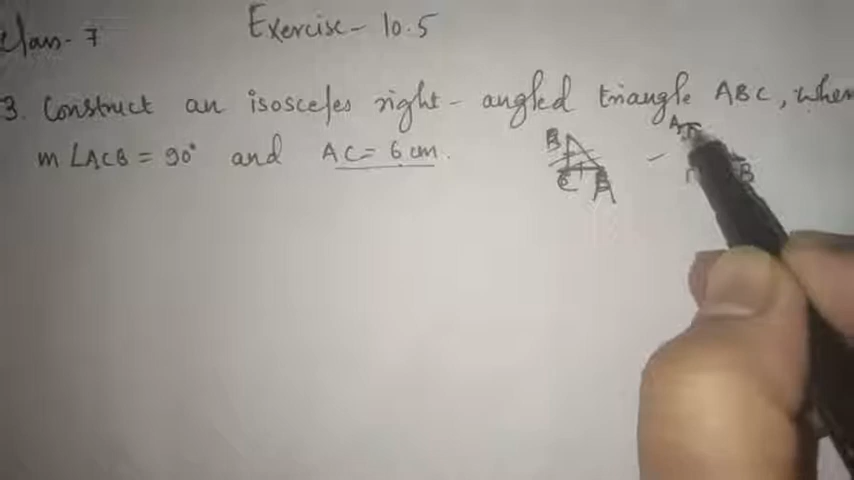 Class - 7
Exercise - 10.5
3. Construct an isosceles right - angled triangle ABC, when
m ∠ACB = 90° and AC = 6 cm.
B A
C A B